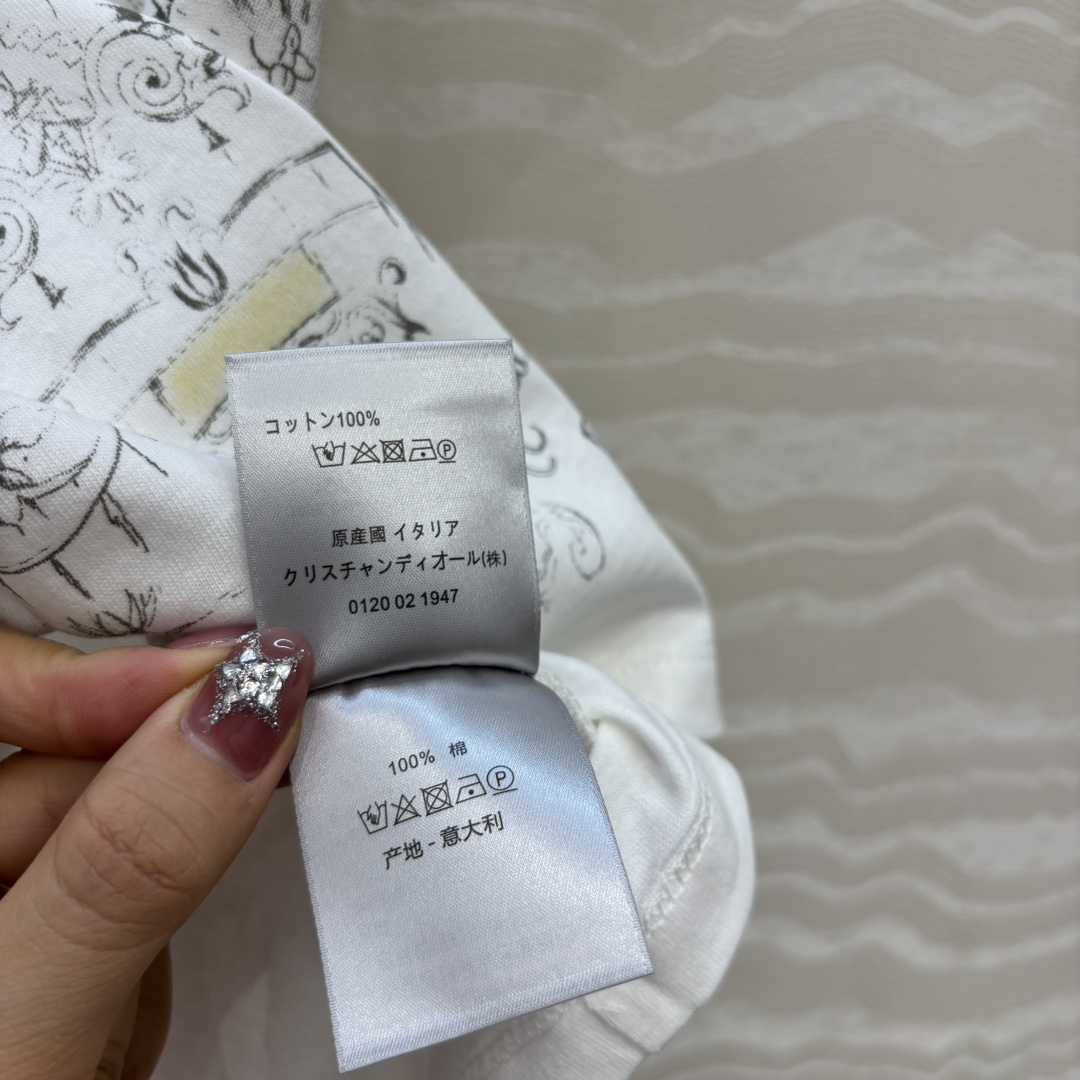 コットン100%
P
原産國 イタリア
クリスチャンディオール(株)
0120 02 1947
100% 棉
P
产地 - 意大利